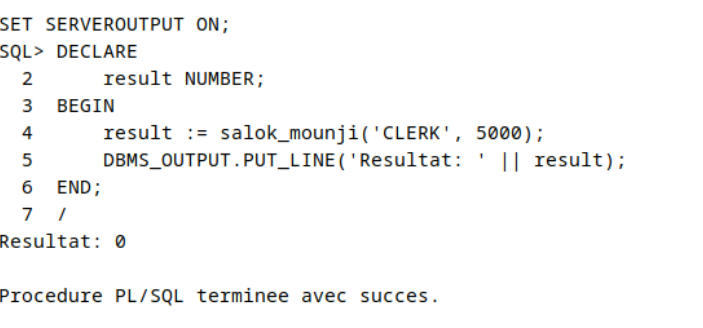 SET SERVEROUTPUT ON;
SQL> DECLARE
  2      result NUMBER;
  3  BEGIN
  4      result := salok_mounji('CLERK', 5000);
  5      DBMS_OUTPUT.PUT_LINE('Resultat: ' || result);
  6  END;
  7  /
Resultat: 0

Procedure PL/SQL terminee avec succes.